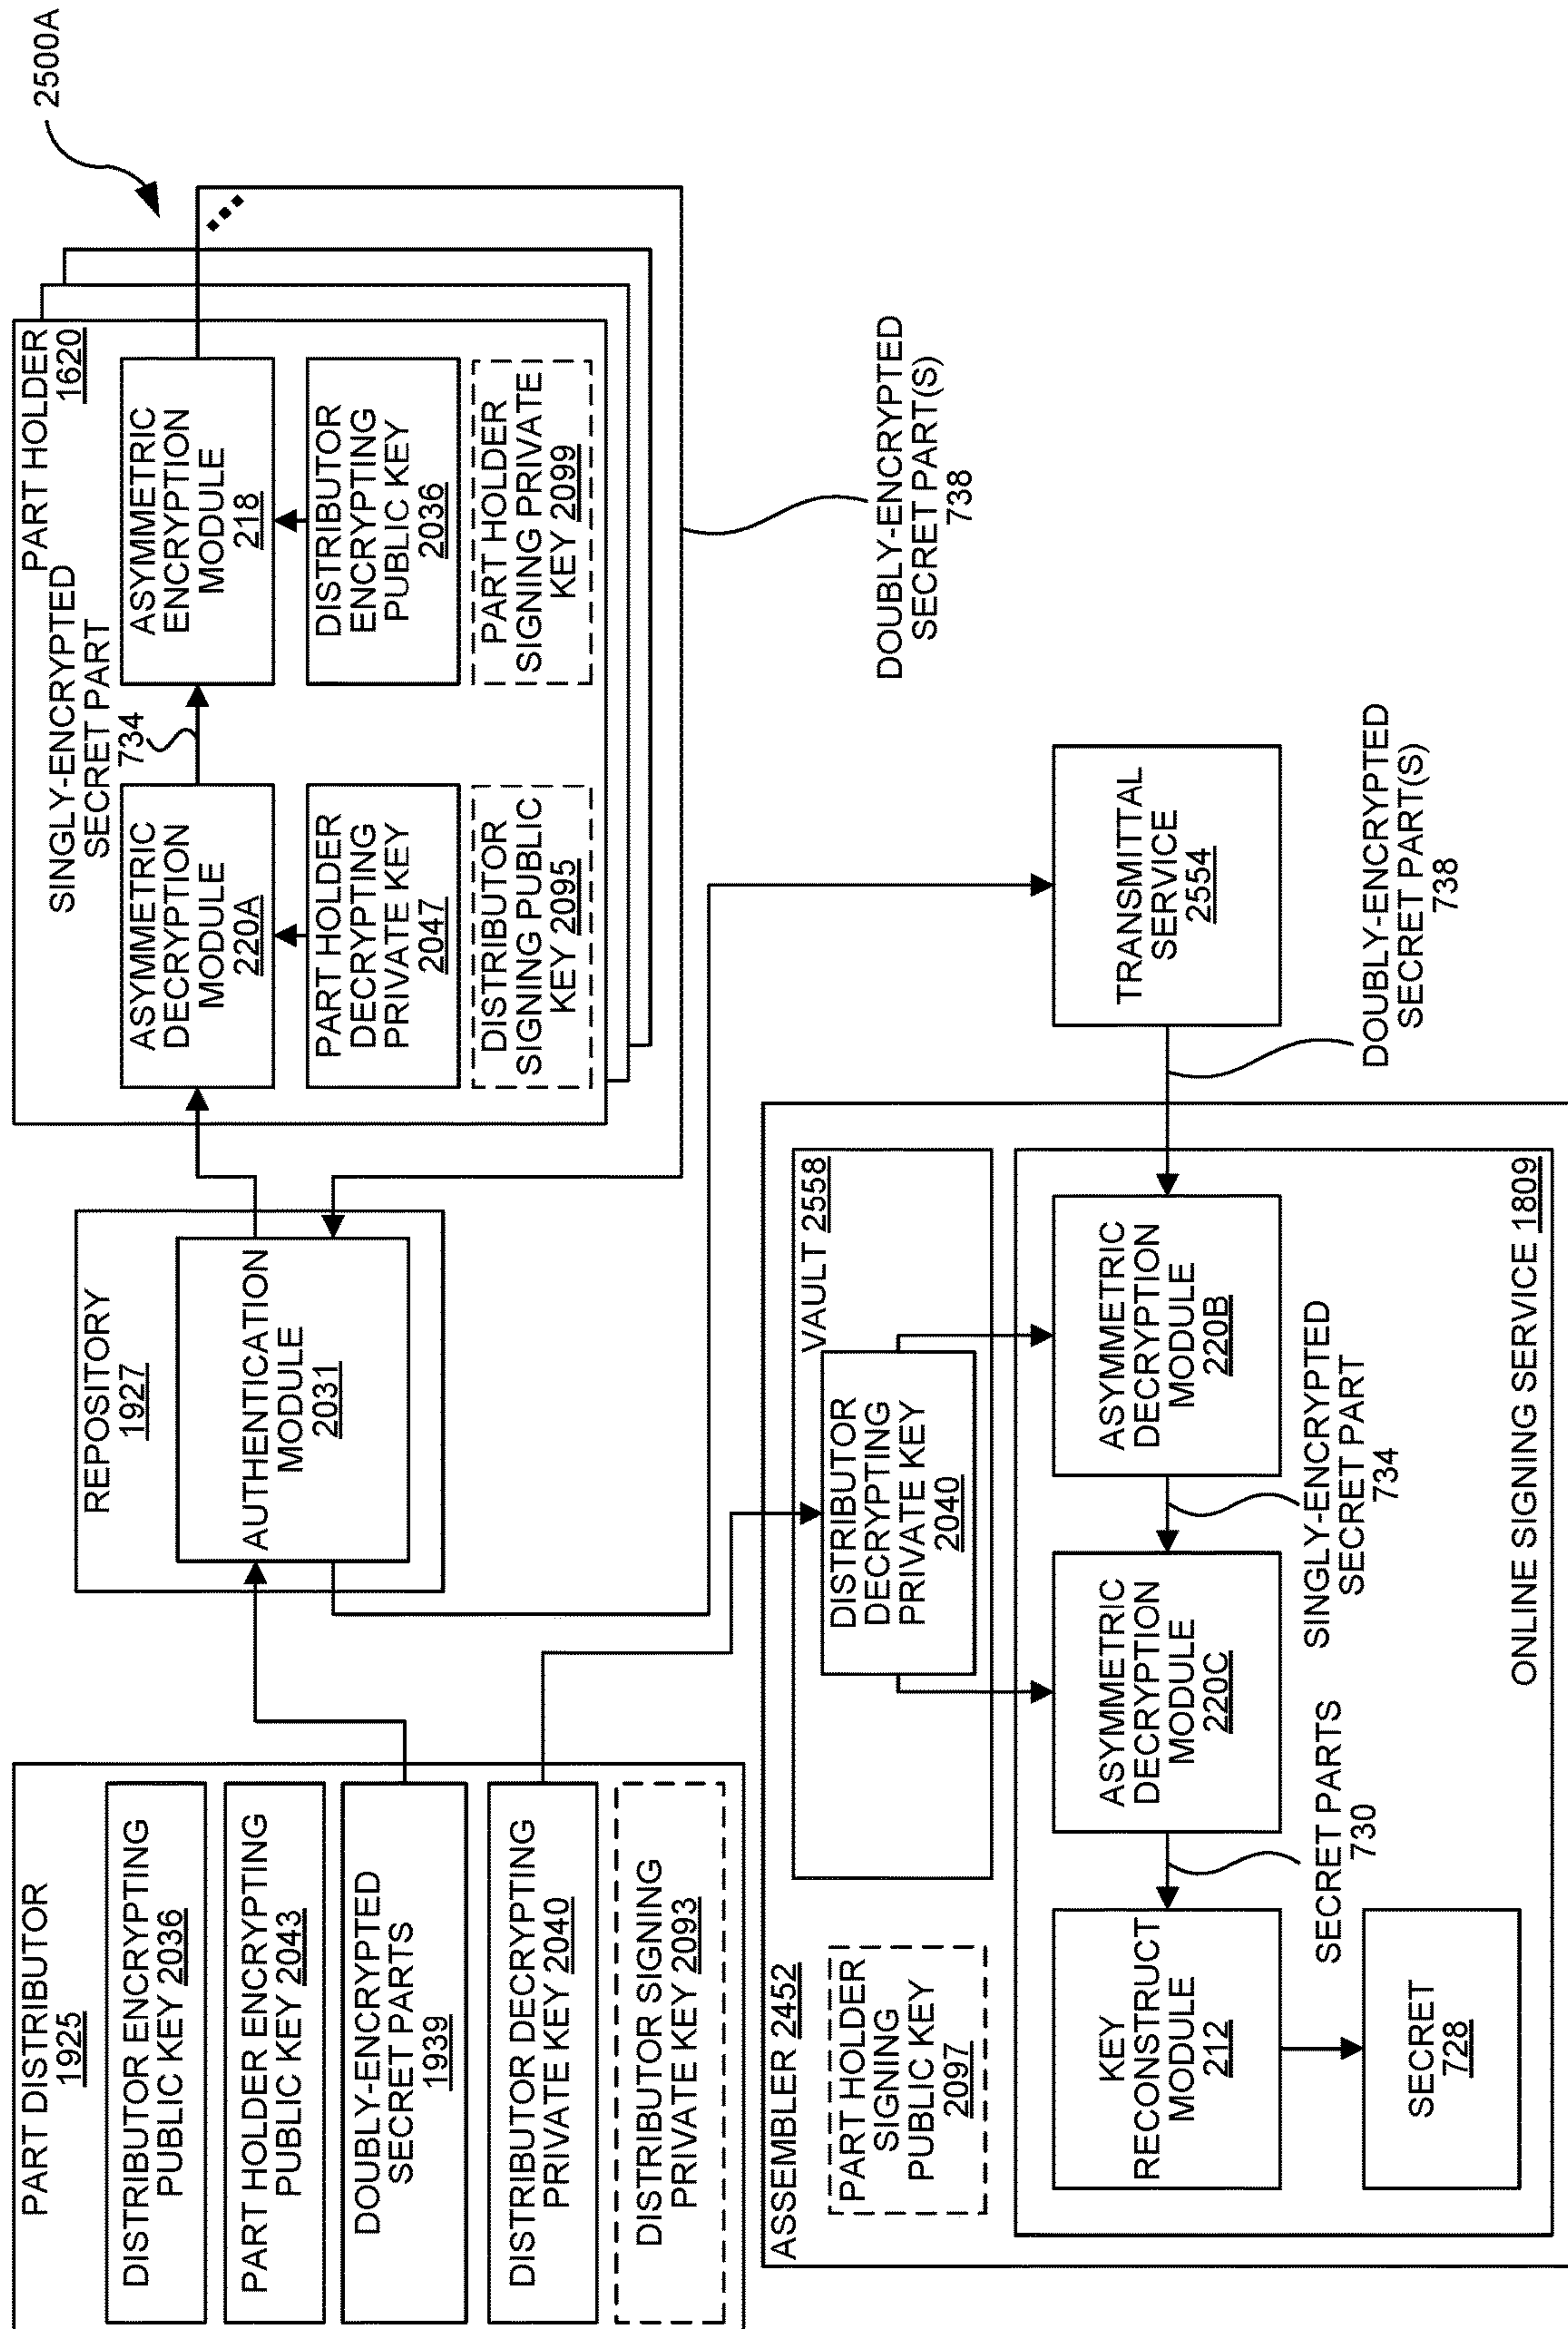 2500A
PART DISTRIBUTOR
1925
DISTRIBUTOR ENCRYPTING
PUBLIC KEY 2036
PART HOLDER ENCRYPTING
PUBLIC KEY 2043
DOUBLY-ENCRYPTED
SECRET PARTS
1939
DISTRIBUTOR DECRYPTING
PRIVATE KEY 2040
DISTRIBUTOR SIGNING
PRIVATE KEY 2093
REPOSITORY
1927
AUTHENTICATION
MODULE
2031
PART HOLDER
1620
SINGLY-ENCRYPTED
SECRET PART
734
ASYMMETRIC
DECRYPTION
MODULE
220A
PART HOLDER
DECRYPTING
PRIVATE KEY
2047
DISTRIBUTOR
SIGNING PUBLIC
KEY 2095
ASYMMETRIC
ENCRYPTION
MODULE
218
DISTRIBUTOR
ENCRYPTING
PUBLIC KEY
2036
PART HOLDER
SIGNING PRIVATE
KEY 2099
DOUBLY-ENCRYPTED
SECRET PART(S)
738
TRANSMITTAL
SERVICE
2554
DOUBLY-ENCRYPTED
SECRET PART(S)
738
ASSEMBLER 2452
PART HOLDER
SIGNING
PUBLIC KEY
2097
VAULT 2558
DISTRIBUTOR
DECRYPTING
PRIVATE KEY
2040
KEY
RECONSTRUCT
MODULE
212
ASYMMETRIC
DECRYPTION
MODULE
220C
ASYMMETRIC
DECRYPTION
MODULE
220B
SECRET PARTS
730
SINGLY-ENCRYPTED
SECRET PART
734
SECRET
728
ONLINE SIGNING SERVICE 1809